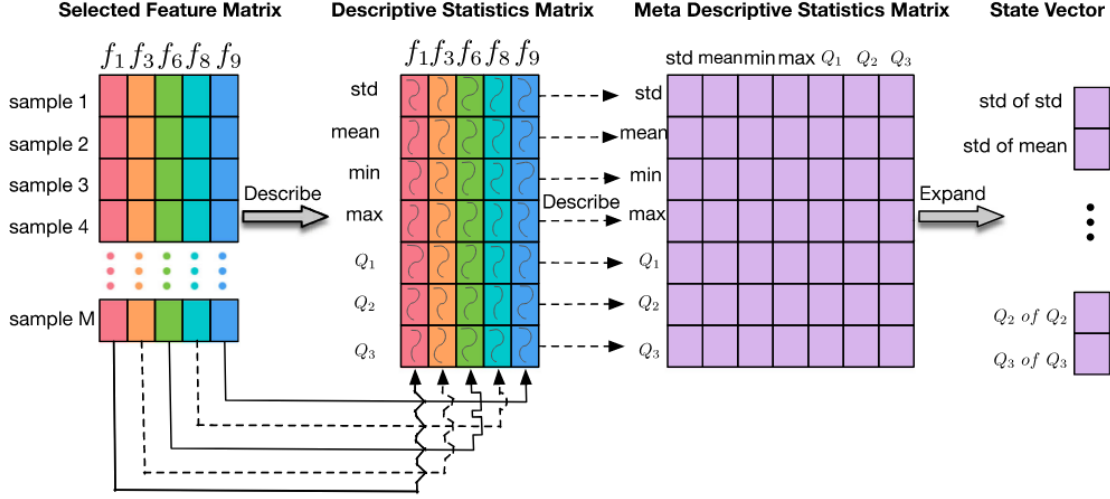 Selected Feature Matrix
Descriptive Statistics Matrix
Meta Descriptive Statistics Matrix
State Vector
f1 f3 f6 f8 f9
sample 1
sample 2
sample 3
sample 4
sample M
Describe
f1 f3 f6 f8 f9
std
mean
min
max
Q1
Q2
Q3
Describe
std mean min max Q1 Q2 Q3
std
mean
min
max
Q1
Q2
Q3
Expand
std of std
std of mean
Q2 of Q2
Q3 of Q3